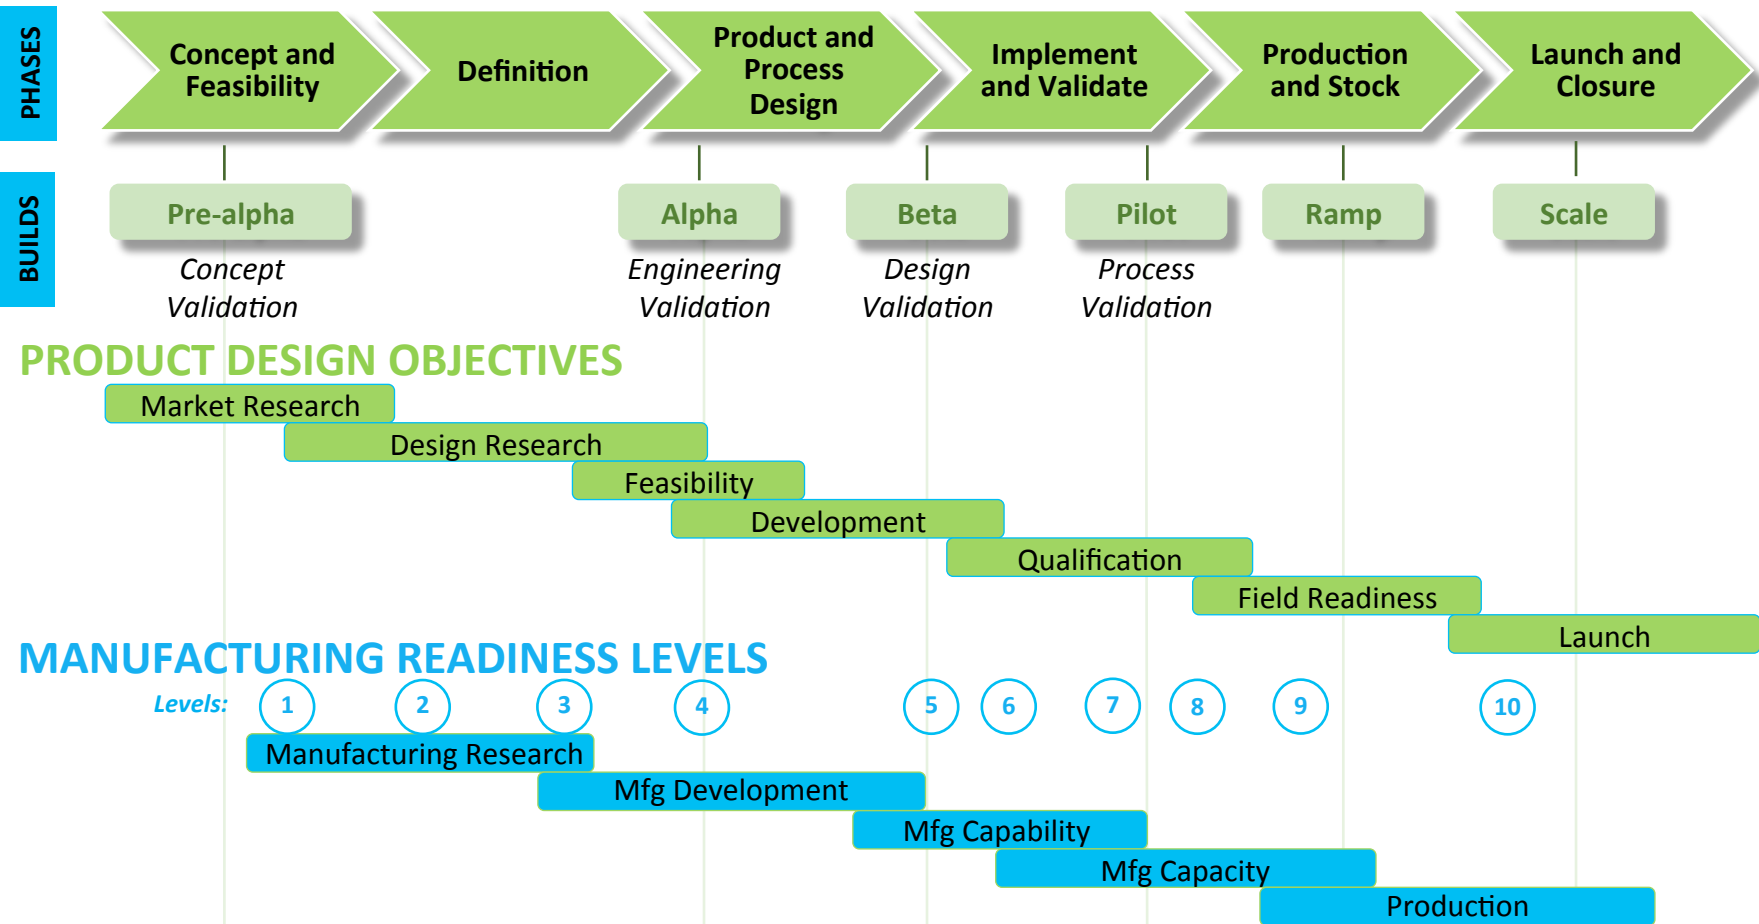 PHASES
Concept and
Feasibility
Definition
Product and
Process
Design
Implement
and Validate
Production
and Stock
Launch and
Closure
BUILDS
Pre-alpha
Alpha
Beta
Pilot
Ramp
Scale
Concept
Validation
Engineering
Validation
Design
Validation
Process
Validation
PRODUCT DESIGN OBJECTIVES
Market Research
Design Research
Feasibility
Development
Qualification
Field Readiness
Launch
MANUFACTURING READINESS LEVELS
Levels: 1 2 3 4 5 6 7 8 9 10
Manufacturing Research
Mfg Development
Mfg Capability
Mfg Capacity
Production